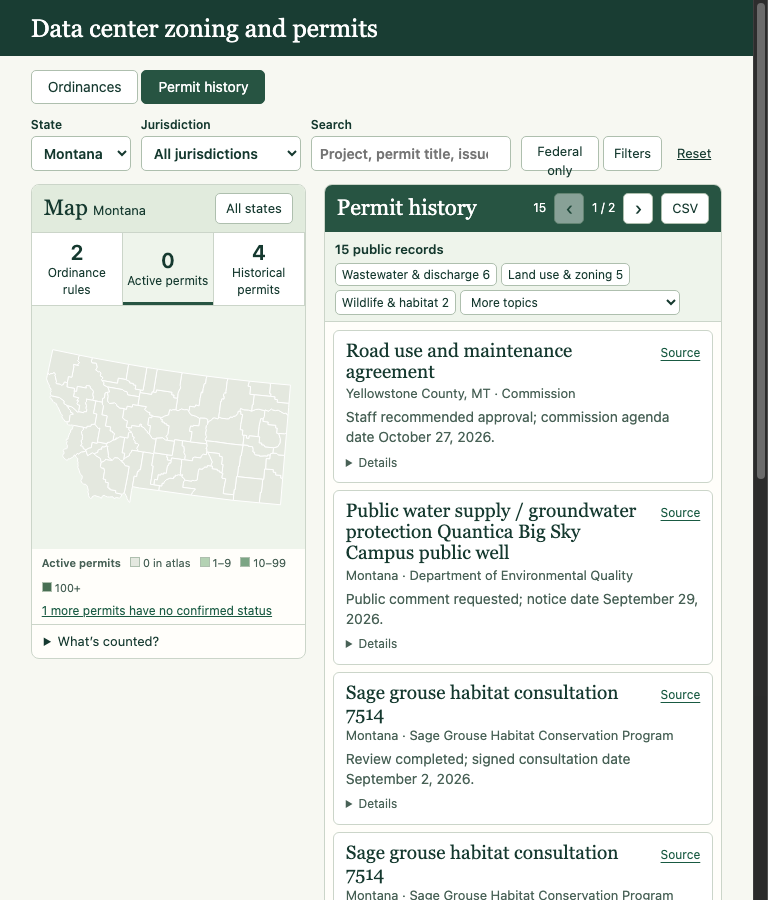 Data center zoning and permits
Ordinances
Permit history
State
Jurisdiction
Search
Montana
All jurisdictions
Project, permit title, issue
Federal only
Filters
Reset
Map Montana
All states
2
Ordinance rules
0
Active permits
4
Historical permits
Active permits
0 in atlas
1–9
10–99
100+
1 more permits have no confirmed status
What's counted?
Permit history
15
‹
1 / 2
›
CSV
15 public records
Wastewater & discharge 6
Land use & zoning 5
Wildlife & habitat 2
More topics
Road use and maintenance
agreement
Source
Yellowstone County, MT · Commission
Staff recommended approval; commission agenda
date October 27, 2026.
Details
Public water supply / groundwater
protection Quantica Big Sky
Campus public well
Source
Montana · Department of Environmental Quality
Public comment requested; notice date September 29,
2026.
Details
Sage grouse habitat consultation
7514
Source
Montana · Sage Grouse Habitat Conservation Program
Review completed; signed consultation date
September 2, 2026.
Details
Sage grouse habitat consultation
7514
Source
Montana · Sage Grouse Habitat Conservation Program